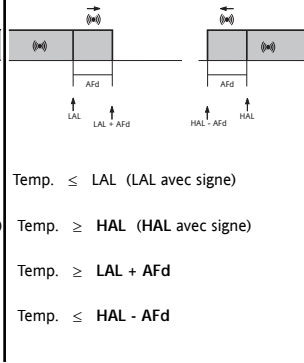 AFd
AFd
LAL
LAL + AFd
HAL - AFd
HAL
Temp. ≤ LAL (LAL avec signe)
Temp. ≥ HAL (HAL avec signe)
Temp. ≥ LAL + AFd
Temp. ≤ HAL - AFd